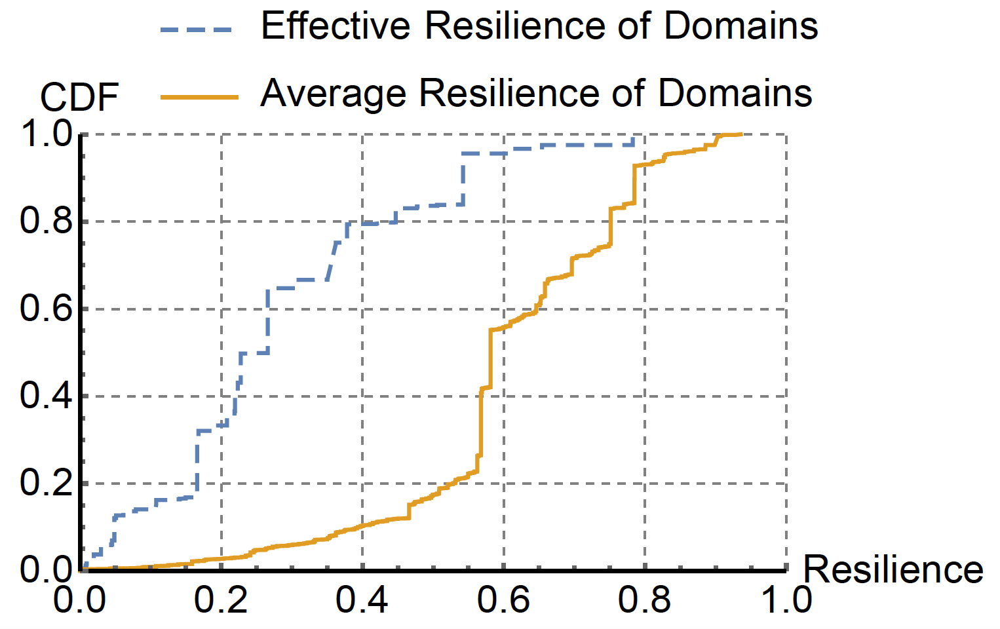 Effective Resilience of Domains
Average Resilience of Domains
CDF
1.0
0.8
0.6
0.4
0.2
0.0
0.0 0.2 0.4 0.6 0.8 1.0
Resilience